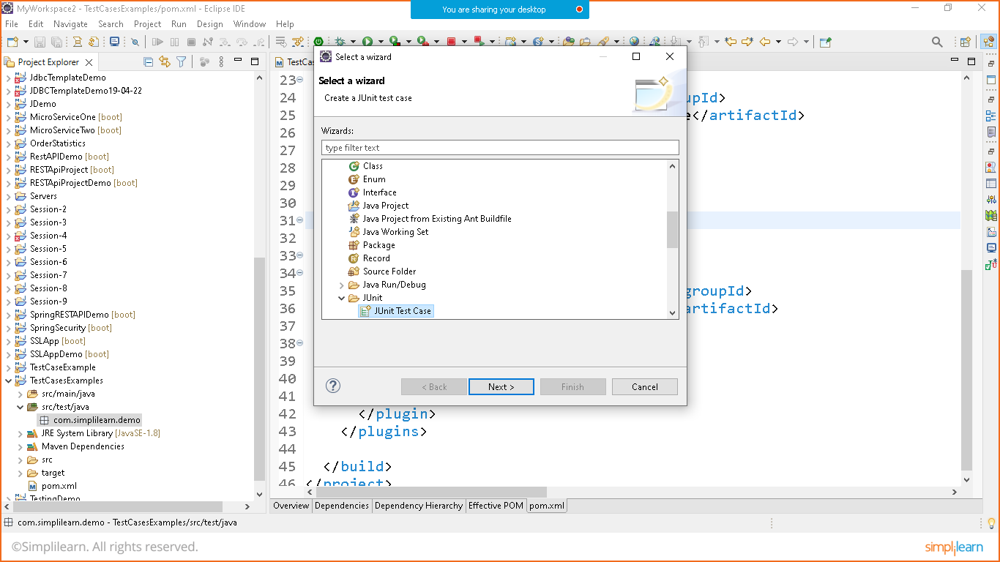 MyWorkspace2 - TestCasesExamples/pom.xml - Eclipse IDE
You are sharing your desktop
File Edit Navigate Search Project Run Design Window Help
Project Explorer
JdbcTemplateDemo
JDBCTemplateDemo19-04-22
JDemo
MicroServiceOne [boot]
MicroServiceTwo [boot]
OrderStatistics
RestAPIDemo [boot]
RESTApiProject [boot]
RESTApiProjectDemo [boot]
Servers
Session-2
Session-3
Session-4
Session-5
Session-6
Session-7
Session-8
Session-9
SpringRESTAPIDemo [boot]
SpringSecurity [boot]
SSLApp [boot]
SSLAppDemo [boot]
TestCaseExample
TestCasesExamples
src/main/java
src/test/java
com.simplilearn.demo
JRE System Library [JavaSE-1.8]
Maven Dependencies
src
target
pom.xml
TestingDemo
TestCas
23
24 upId>
25 e</artifactId>
26
27
28
29
30
31
32
33
34
35 groupId>
36 artifactId>
37
38
39
40
41
42 </plugin>
43 </plugins>
44
45 </build>
46 </project>
Select a wizard
Select a wizard
Create a JUnit test case
Wizards:
type filter text
Class
Enum
Interface
Java Project
Java Project from Existing Ant Buildfile
Java Working Set
Package
Record
Source Folder
Java Run/Debug
JUnit
JUnit Test Case
< Back Next > Finish Cancel
Overview Dependencies Dependency Hierarchy Effective POM pom.xml
com.simplilearn.demo - TestCasesExamples/src/test/java
©Simplilearn. All rights reserved.
simplilearn